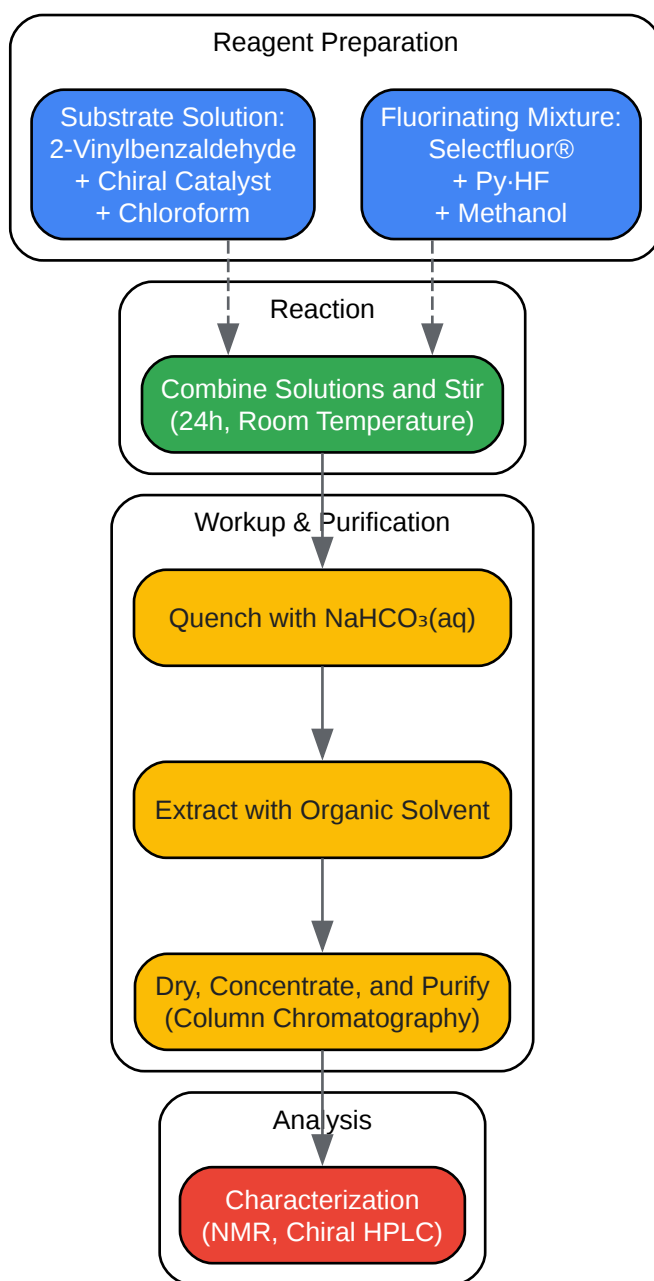 Reagent Preparation
Substrate Solution:
2-Vinylbenzaldehyde
+ Chiral Catalyst
+ Chloroform
Fluorinating Mixture:
Selectfluor®
+ Py·HF
+ Methanol
Reaction
Combine Solutions and Stir
(24h, Room Temperature)
Workup & Purification
Quench with NaHCO₃(aq)
Extract with Organic Solvent
Dry, Concentrate, and Purify
(Column Chromatography)
Analysis
Characterization
(NMR, Chiral HPLC)